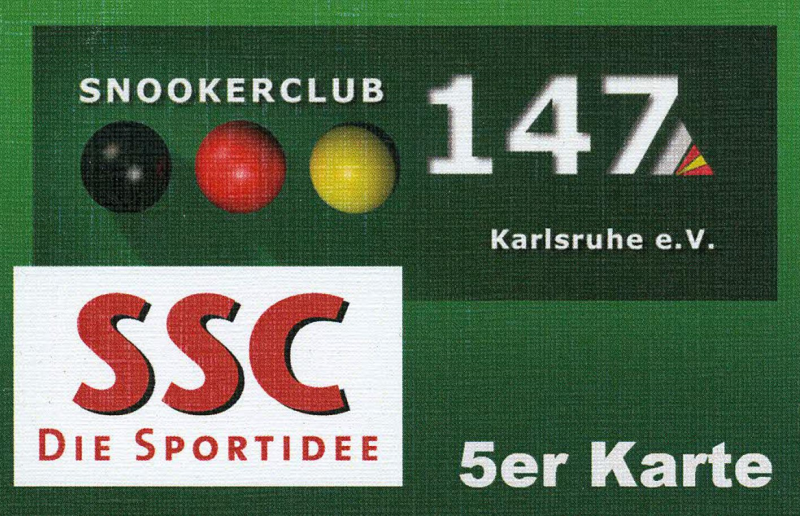 SNOOKERCLUB
147
Karlsruhe e.V.
SSC
DIE SPORTIDEE
5er Karte